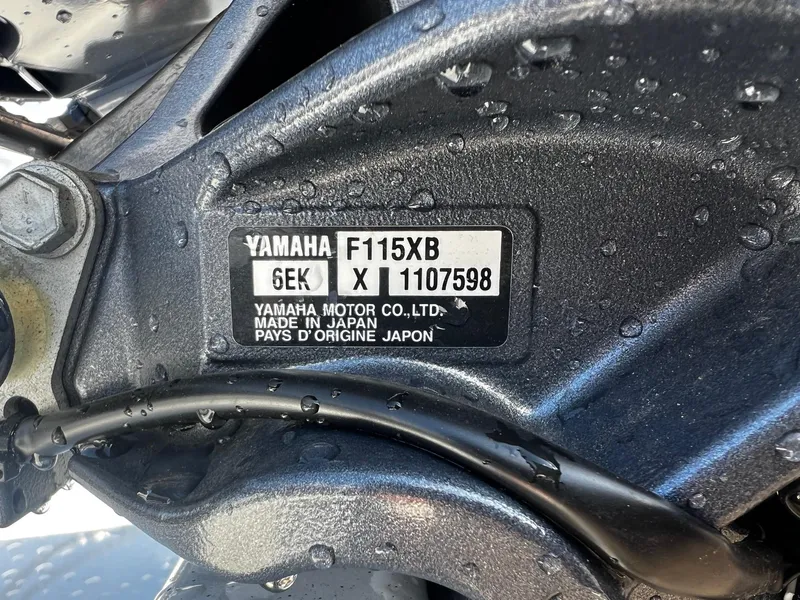 YAMAHA F115XB
6EK X 1107598
YAMAHA MOTOR CO.,LTD.
MADE IN JAPAN
PAYS D'ORIGINE JAPON